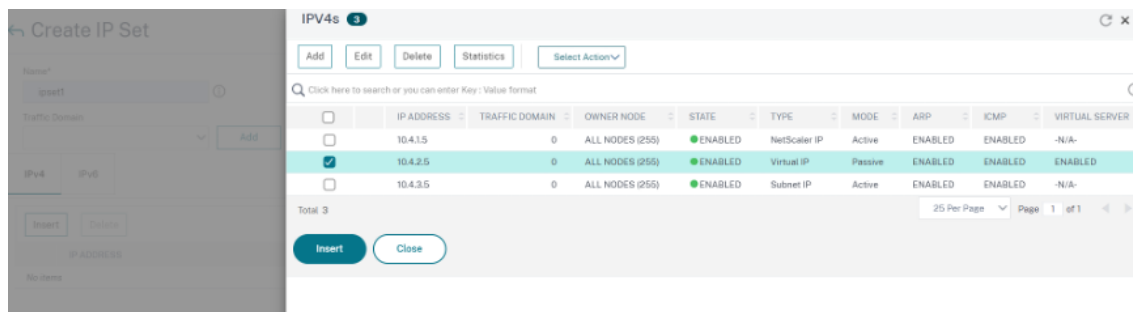 Create IP Set
Name*
ipset1
Traffic Domain
Add
IPv4 IPv6
Insert Delete
IP ADDRESS
No items
IPV4s 3
Add Edit Delete Statistics Select Action
Click here to search or you can enter Key : Value format
IP ADDRESS TRAFFIC DOMAIN OWNER NODE STATE TYPE MODE ARP ICMP VIRTUAL SERVER
10.4.1.5 0 ALL NODES (255) ENABLED NetScaler IP Active ENABLED ENABLED -N/A-
10.4.2.5 0 ALL NODES (255) ENABLED Virtual IP Passive ENABLED ENABLED ENABLED
10.4.3.5 0 ALL NODES (255) ENABLED Subnet IP Active ENABLED ENABLED -N/A-
Total 3 25 Per Page Page 1 of 1
Insert Close